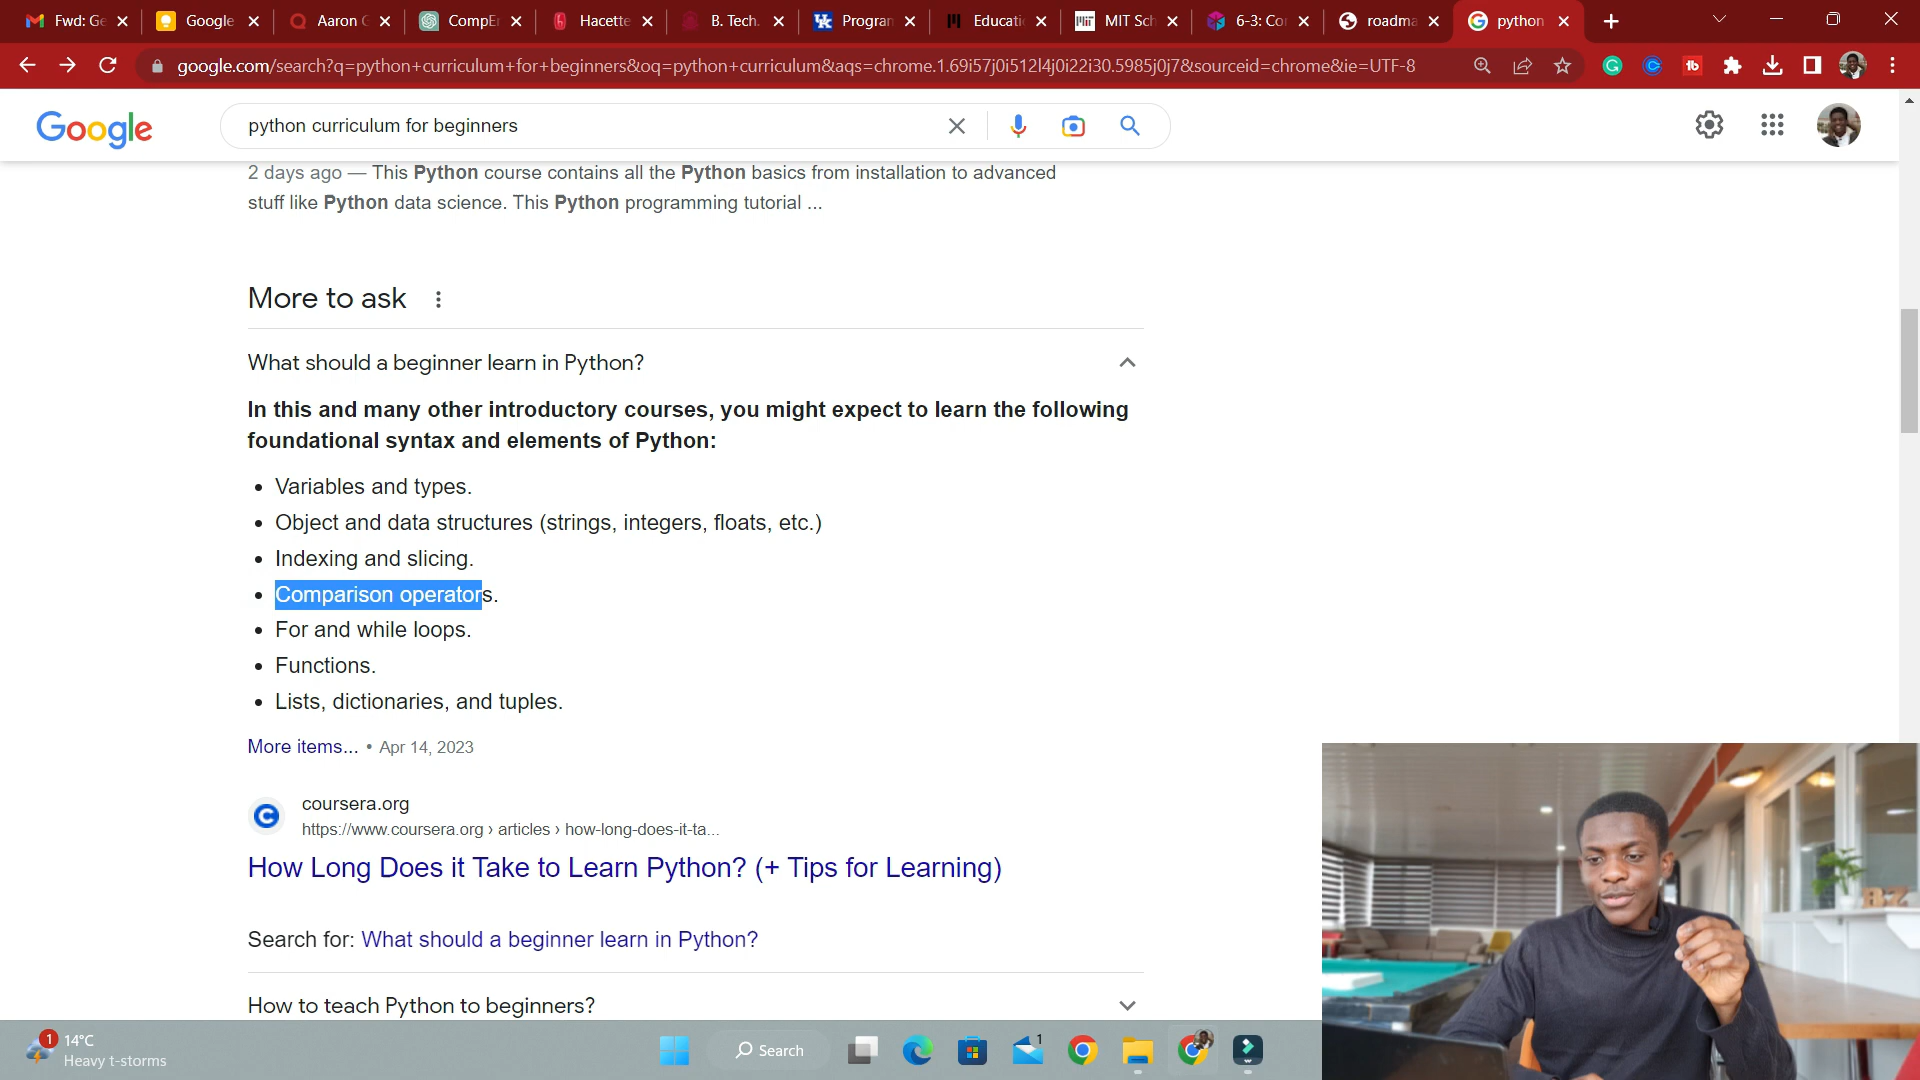 Fwd: Ge
Google
Aaron G
CompE
Hacette
B. Tech.
Program
Educati
MIT Sch
6-3: Co
roadma
python
google.com/search?q=python+curriculum+for+beginners&oq=python+curriculum&aqs=chrome.1.69i57j0i512l4j0i22i30.5985j0j7&sourceid=chrome&ie=UTF-8
Google
python curriculum for beginners
2 days ago — This Python course contains all the Python basics from installation to advanced
stuff like Python data science. This Python programming tutorial ...
More to ask
What should a beginner learn in Python?
In this and many other introductory courses, you might expect to learn the following
foundational syntax and elements of Python:
• Variables and types.
• Object and data structures (strings, integers, floats, etc.)
• Indexing and slicing.
• Comparison operators.
• For and while loops.
• Functions.
• Lists, dictionaries, and tuples.
More items... • Apr 14, 2023
coursera.org
https://www.coursera.org › articles › how-long-does-it-ta...
How Long Does it Take to Learn Python? (+ Tips for Learning)
Search for: What should a beginner learn in Python?
How to teach Python to beginners?
1
14°C
Heavy t-storms
Search
1